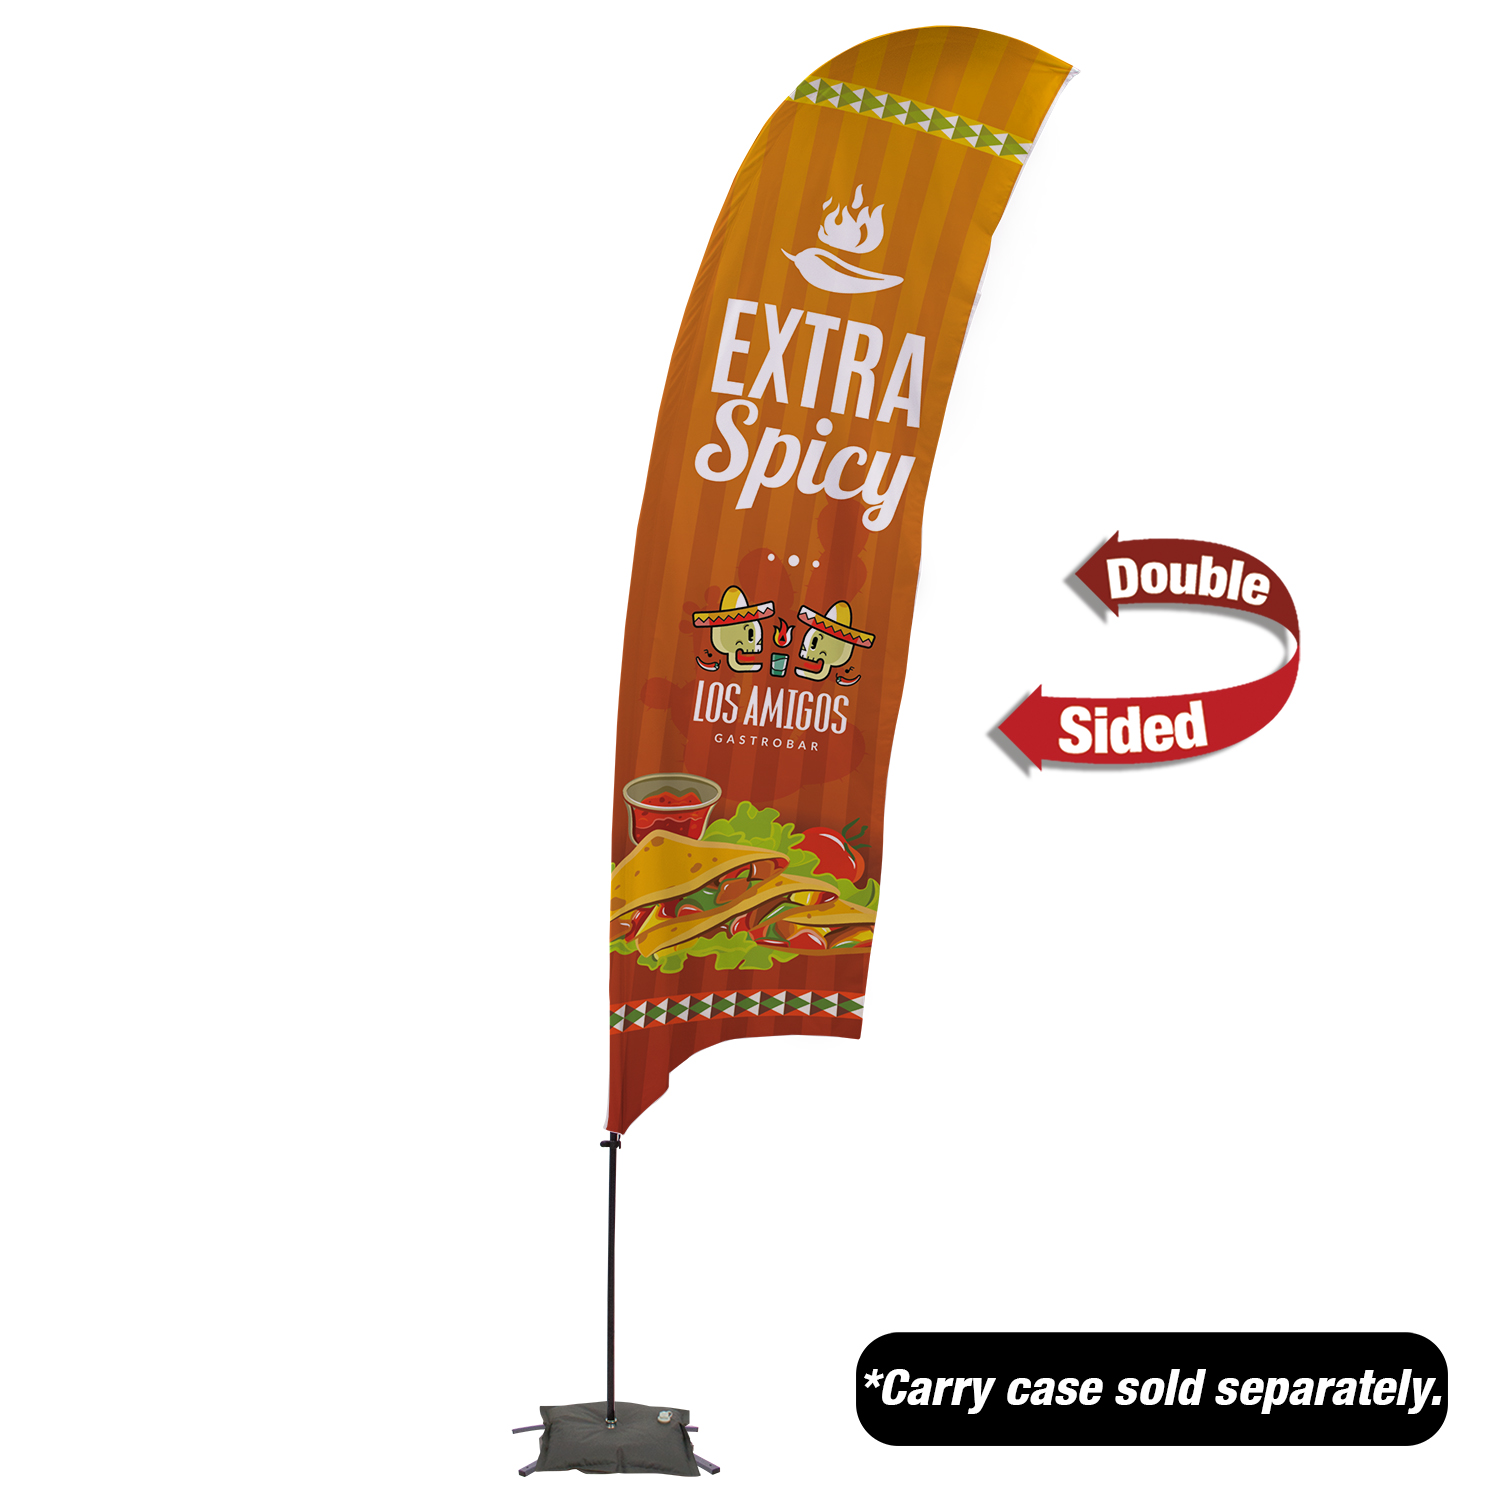 EXTRA
Spicy
LOS AMIGOS
GASTROBAR
Double
Sided
*Carry case sold separately.